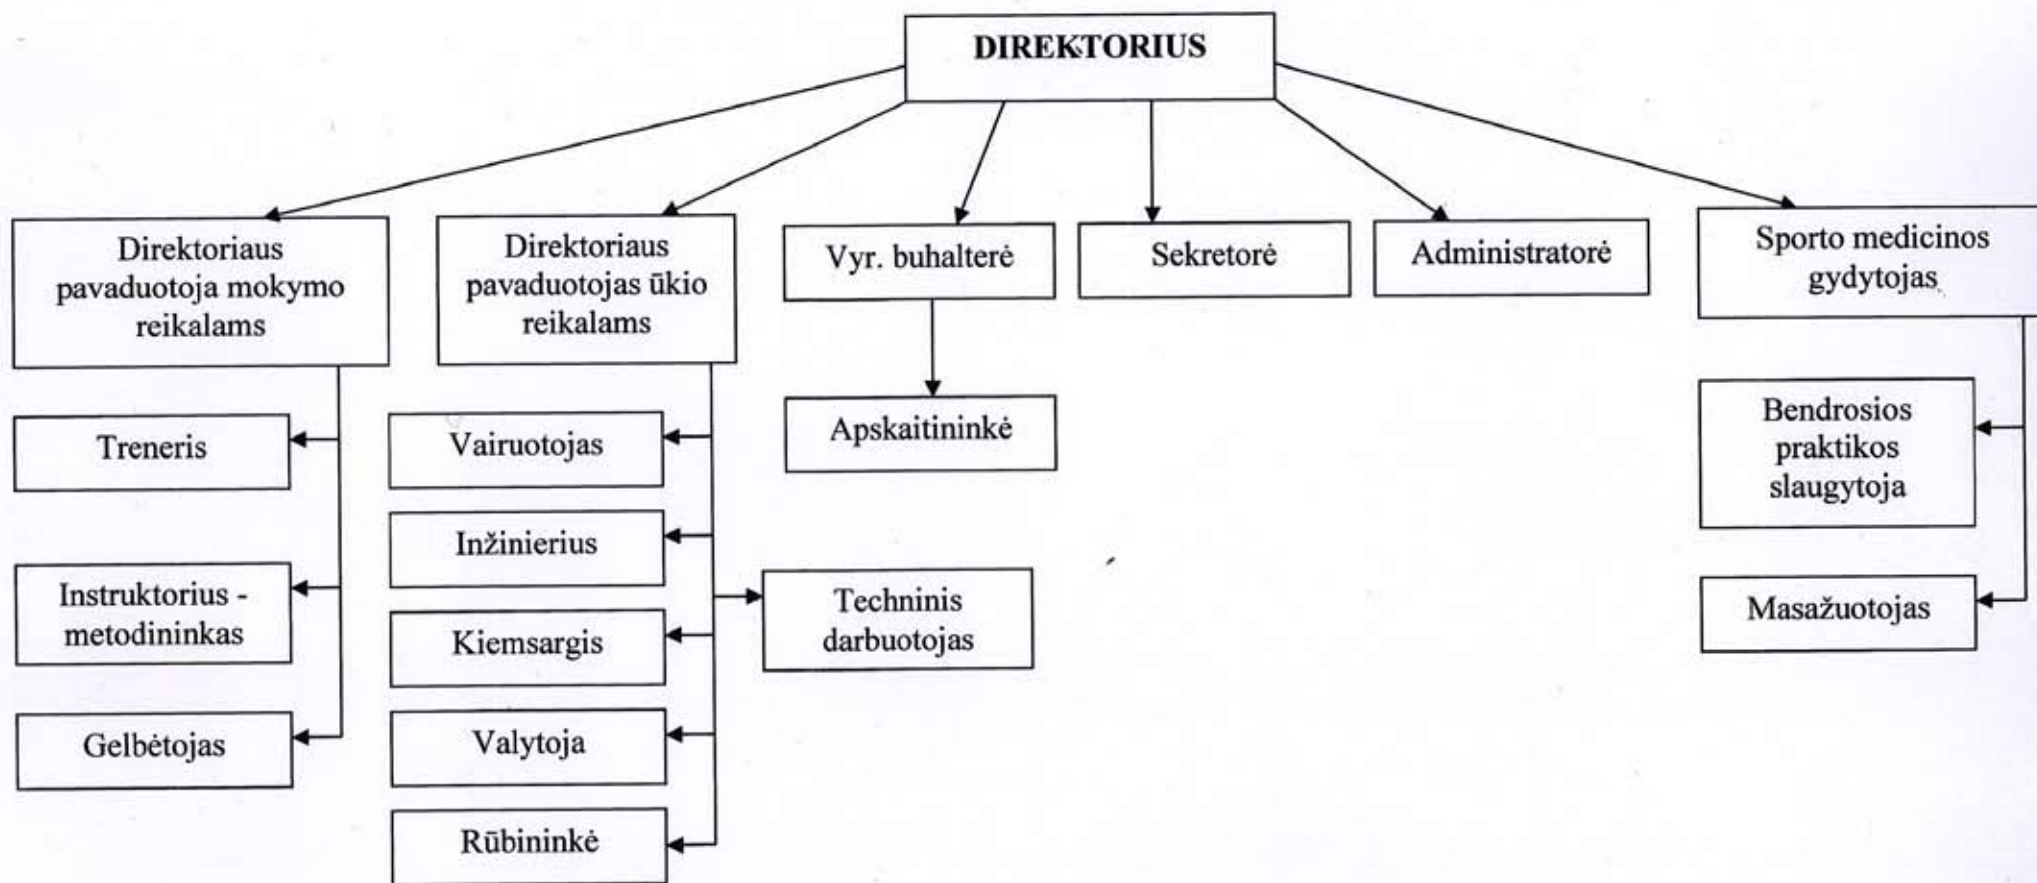 DIREKTORIUS
Direktoriaus
pavaduotoja mokymo
reikalams
Direktoriaus
pavaduotojas ūkio
reikalams
Vyr. buhalterė
Sekretorė
Administratorė
Sporto medicinos
gydytojas
Treneris
Instruktorius -
metodininkas
Gelbėtojas
Vairuotojas
Inžinierius
Kiemsargis
Valytoja
Rūbininkė
Techninis
darbuotojas
Apskaitininkė
Bendrosios
praktikos
slaugytoja
Masažuotojas